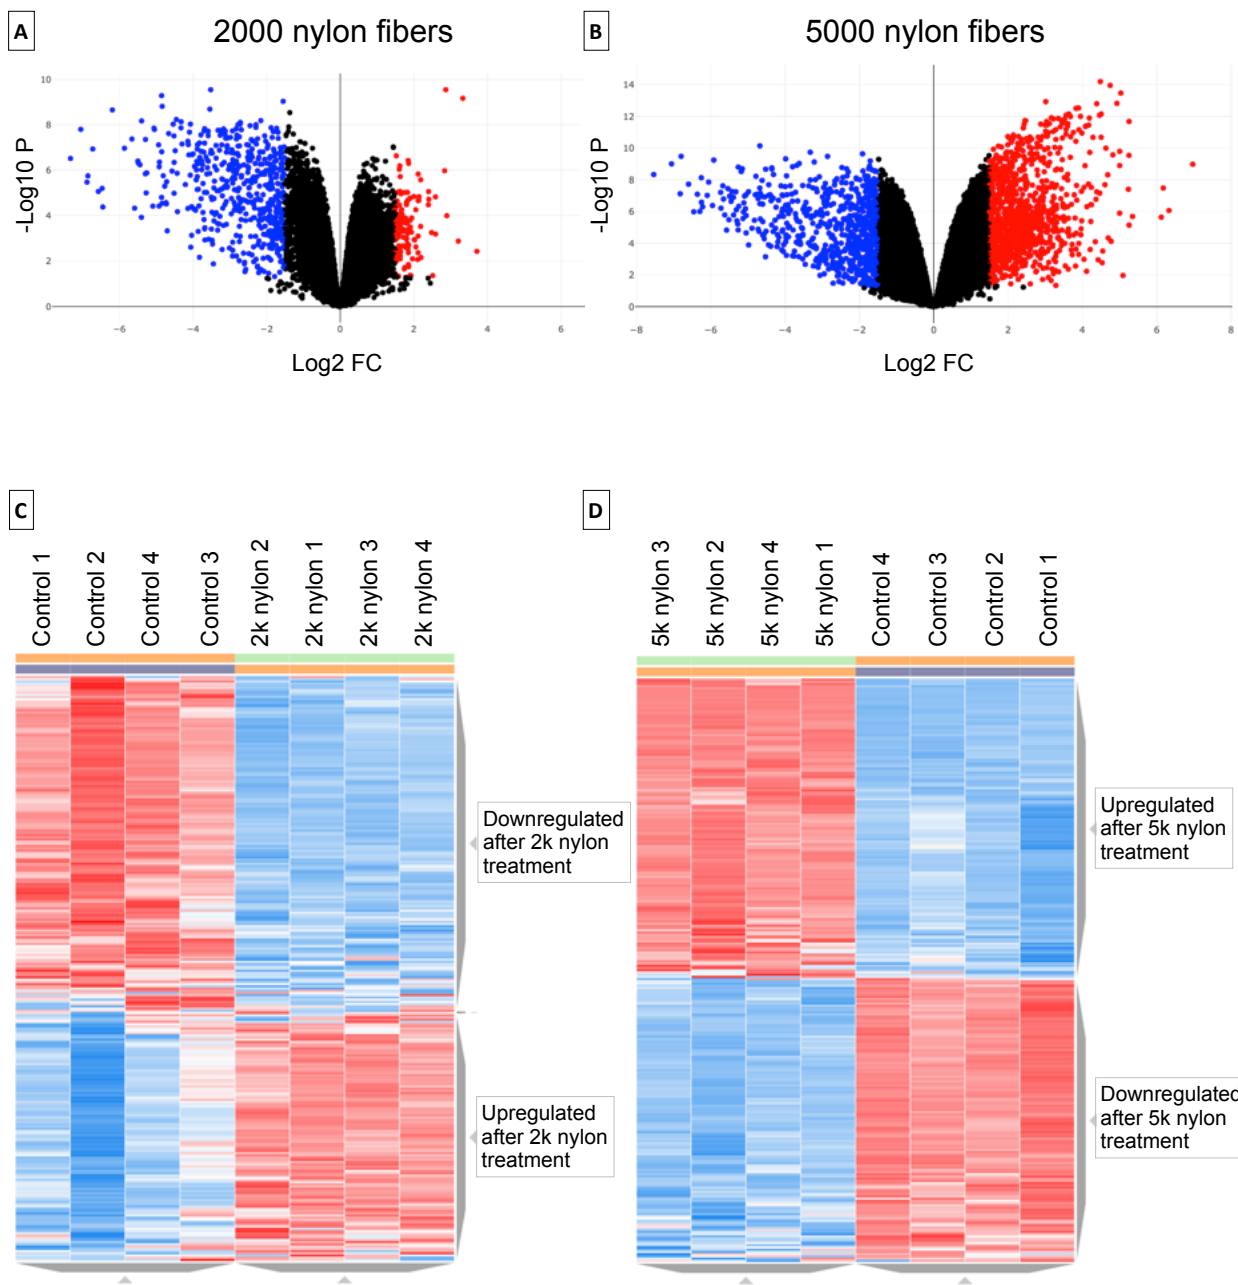 A
2000 nylon fibers
B
5000 nylon fibers
-Log10 P
10
8
6
4
2
0
−6
−4
−2
0
2
4
6
Log2 FC
-Log10 P
14
12
10
8
6
4
2
0
−8
−6
−4
−2
0
2
4
6
8
Log2 FC
C
Control 1
Control 2
Control 4
Control 3
2k nylon 2
2k nylon 1
2k nylon 3
2k nylon 4
Downregulated
after 2k nylon
treatment
Upregulated
after 2k nylon
treatment
D
5k nylon 3
5k nylon 2
5k nylon 4
5k nylon 1
Control 4
Control 3
Control 2
Control 1
Upregulated
after 5k nylon
treatment
Downregulated
after 5k nylon
treatment